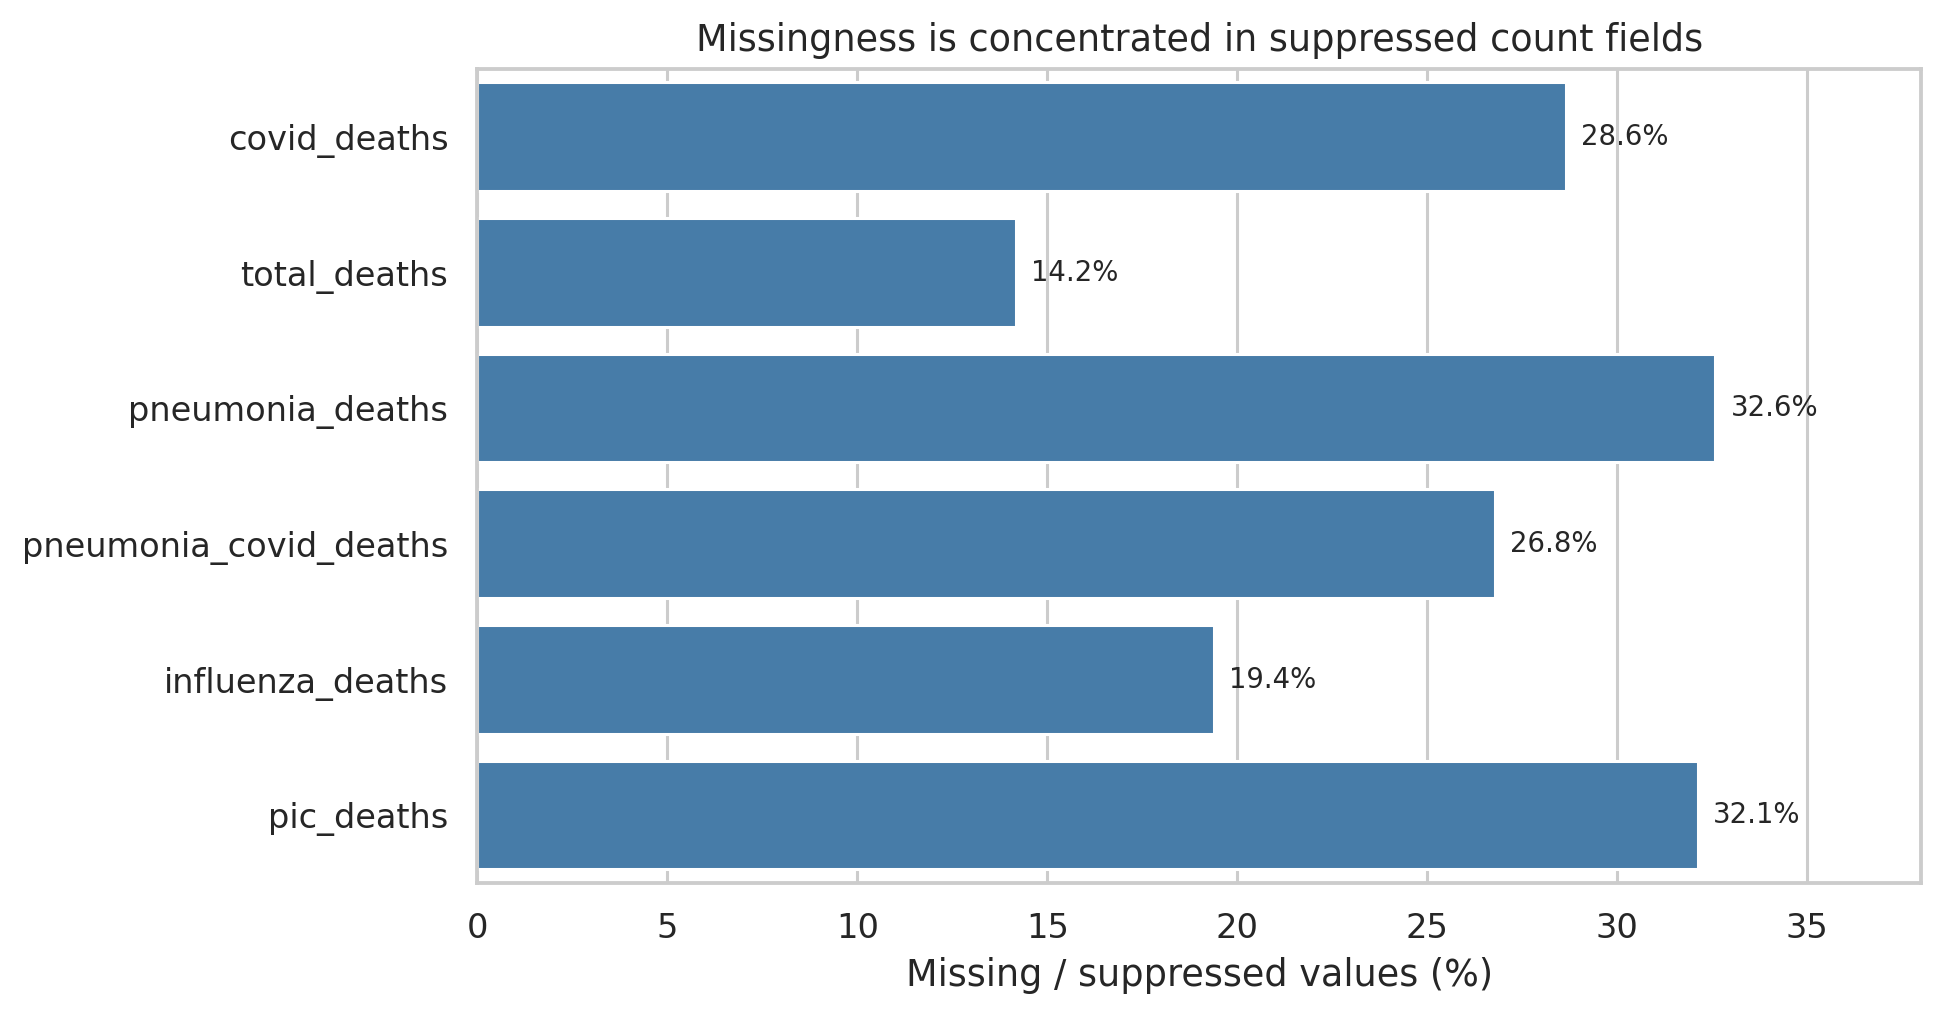 Missingness is concentrated in suppressed count fields
covid_deaths
28.6%
total_deaths
14.2%
pneumonia_deaths
32.6%
pneumonia_covid_deaths
26.8%
influenza_deaths
19.4%
pic_deaths
32.1%
0 5 10 15 20 25 30 35
Missing / suppressed values (%)